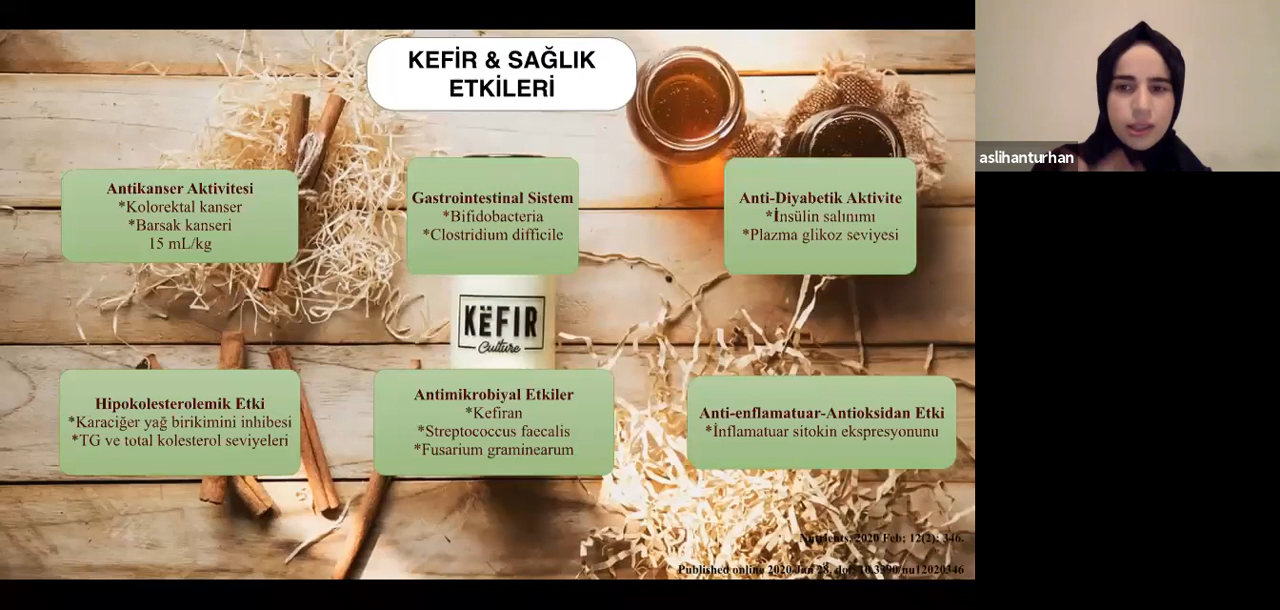 KEFİR & SAĞLIK
ETKİLERİ
aslihanturhan
Antikanser Aktivitesi
*Kolorektal kanser
*Barsak kanseri
15 mL/kg
Gastrointestinal Sistem
*Bifidobacteria
*Clostridium difficile
Anti-Diyabetik Aktivite
*İnsülin salınımı
*Plazma glikoz seviyesi
KËFIR
Culture
Hipokolesterolemik Etki
*Karaciğer yağ birikimini inhibesi
*TG ve total kolesterol seviyeleri
Antimikrobiyal Etkiler
*Kefiran
*Streptococcus faecalis
*Fusarium graminearum
Anti-enflamatuar-Antioksidan Etki
*İnflamatuar sitokin ekspresyonunu
Nutrients. 2020 Feb; 12(2): 346.
Published online 2020 Jan 28. doi: 10.3390/nu12020346